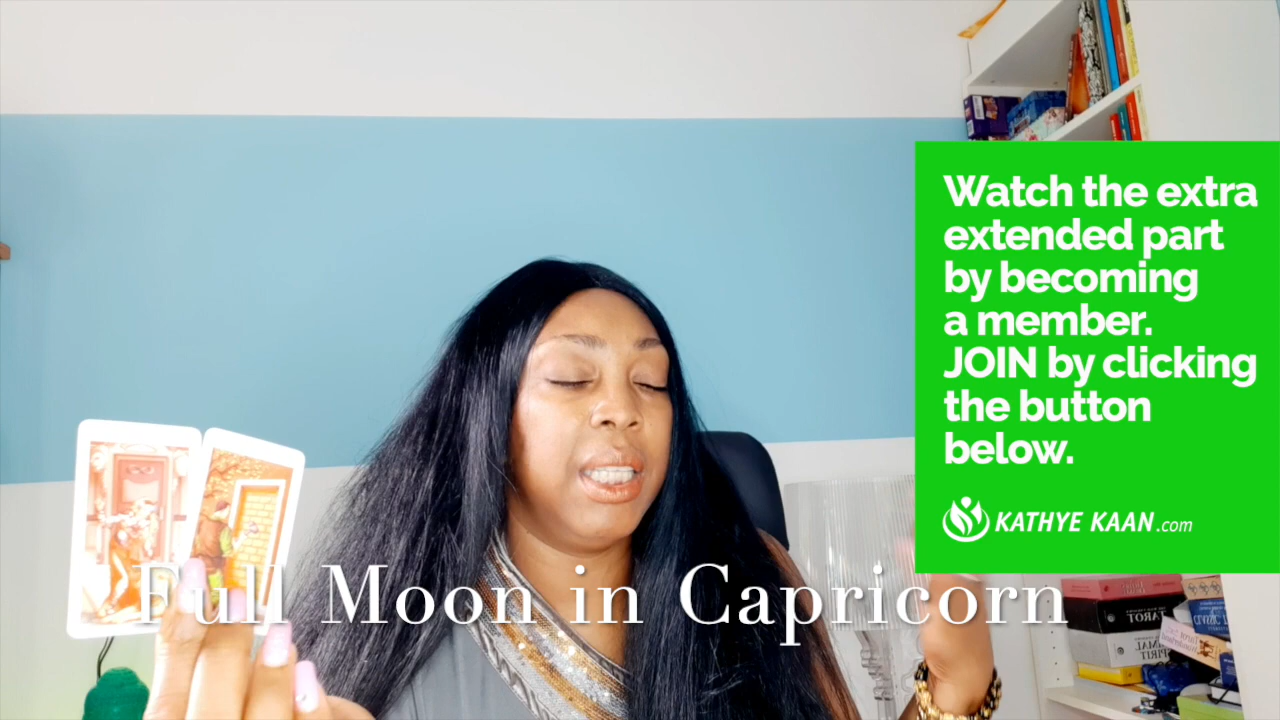 Watch the extra
extended part
by becoming
a member.
JOIN by clicking
the button
below.
KATHYE KAAN.com
Full Moon in Capricorn
TAROT
SPIRIT